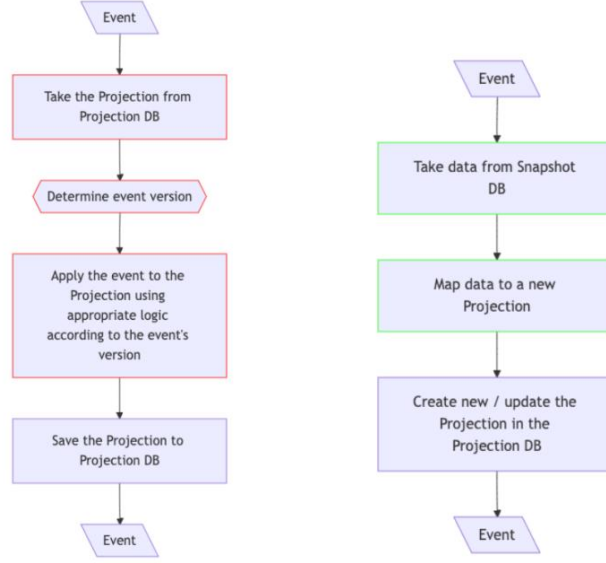 Event
Take the Projection from
Projection DB
Determine event version
Apply the event to the
Projection using
appropriate logic
according to the event's
version
Save the Projection to
Projection DB
Event
Event
Take data from Snapshot
DB
Map data to a new
Projection
Create new / update the
Projection in the
Projection DB
Event